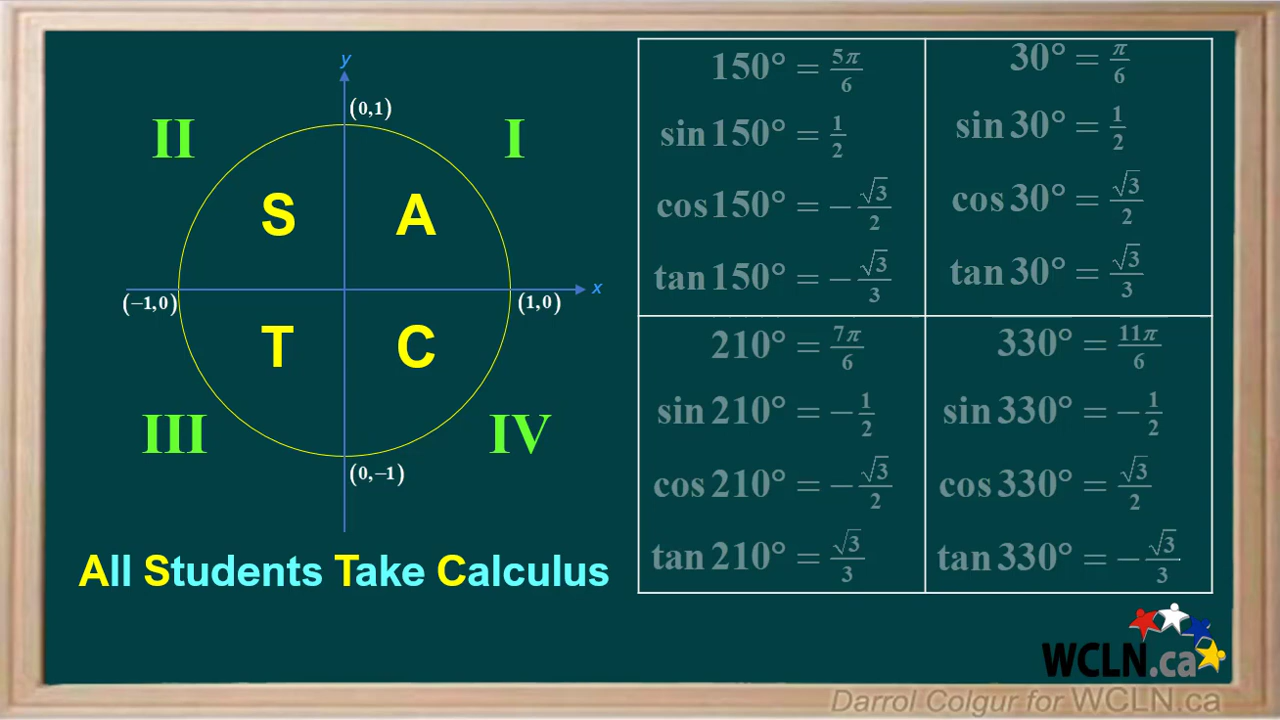 y
(0,1)
II
I
S
A
(−1,0)
(1,0)
x
T
C
III
IV
(0,−1)
All Students Take Calculus
150° = 5π/6
sin 150° = 1/2
cos 150° = −√3/2
tan 150° = −√3/3
30° = π/6
sin 30° = 1/2
cos 30° = √3/2
tan 30° = √3/3
210° = 7π/6
sin 210° = −1/2
cos 210° = −√3/2
tan 210° = √3/3
330° = 11π/6
sin 330° = −1/2
cos 330° = √3/2
tan 330° = −√3/3
WCLN.ca
Darrol Colgur for WCLN.ca